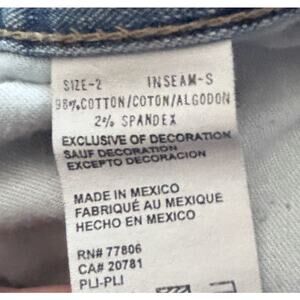 SIZE-2 INSEAM-S
98%COTTON/COTON/ALGODON
2% SPANDEX
EXCLUSIVE OF DECORATION
SAUF DECORATION
EXCEPTO DECORACION
MADE IN MEXICO
FABRIQUÉ AU MEXIQUE
HECHO EN MEXICO
RN# 77806
CA# 20781
PLI-PLI